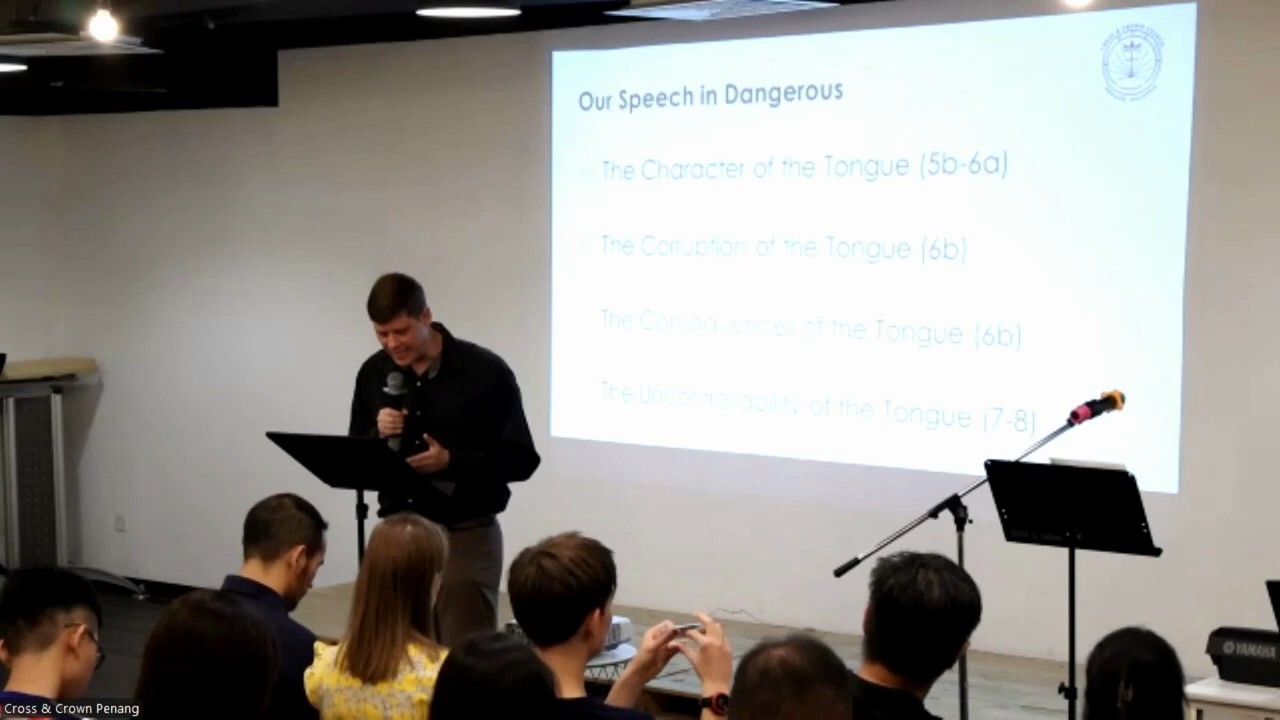 Our Speech in Dangerous
The Character of the Tongue (5b-6a)
The Corruption of the Tongue (6b)
The Consequences of the Tongue (6b)
The of the Tongue (7-8)
YAMAHA
Cross & Crown Penang